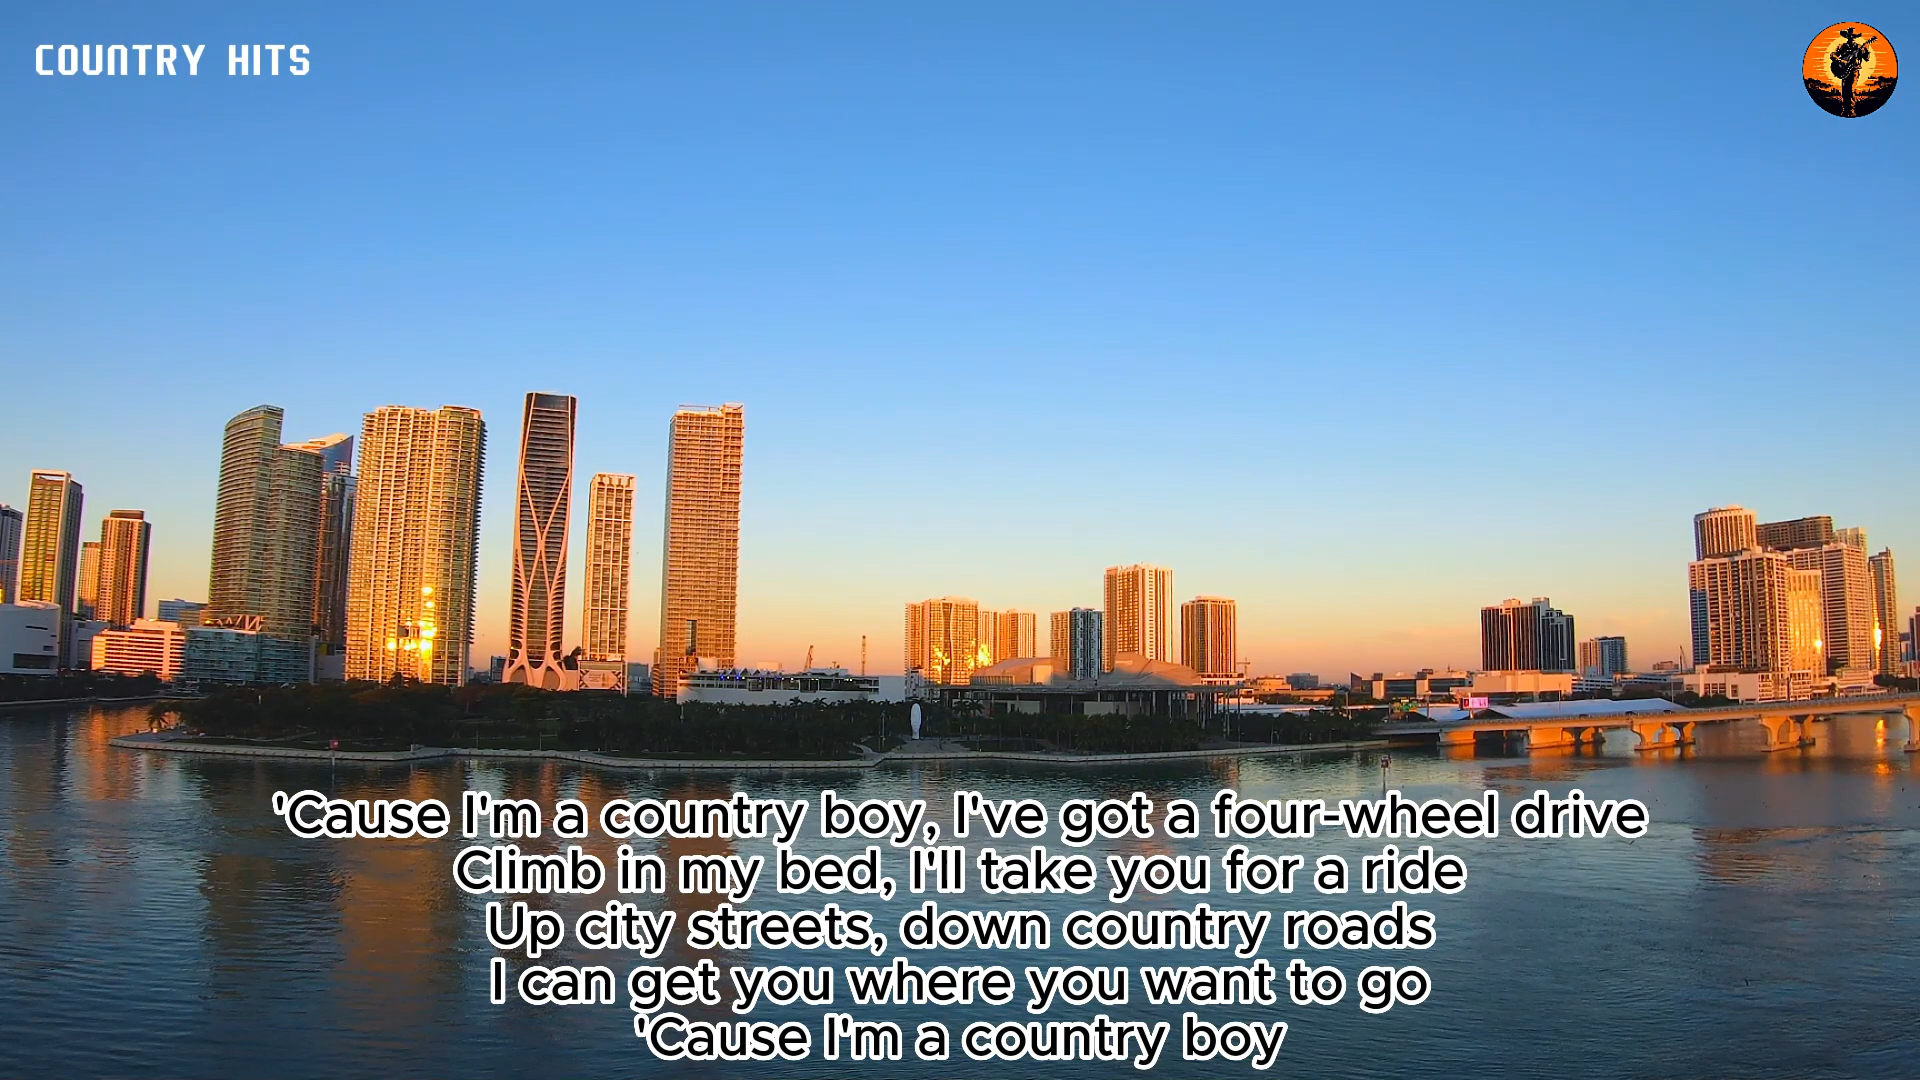 COUNTRY HITS
'Cause I'm a country boy, I've got a four-wheel drive
Climb in my bed, I'll take you for a ride
Up city streets, down country roads
I can get you where you want to go
'Cause I'm a country boy